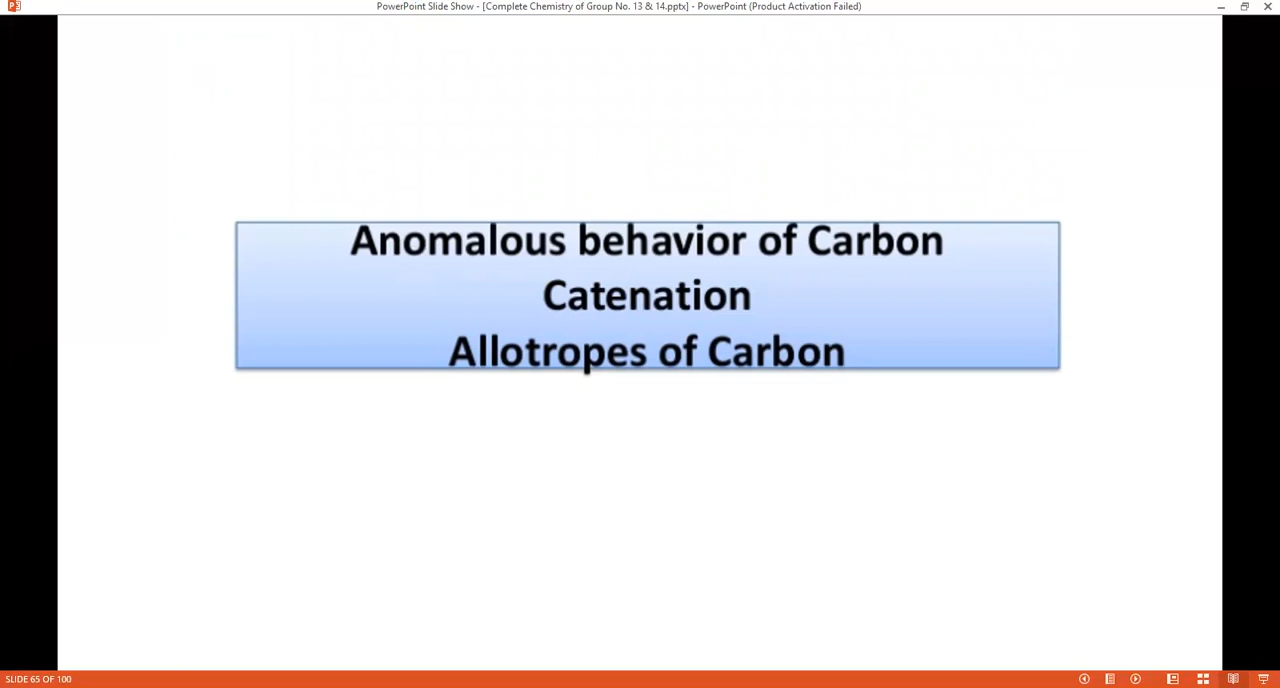 PowerPoint Slide Show - [Complete Chemistry of Group No. 13 & 14.pptx] - PowerPoint (Product Activation Failed)
Anomalous behavior of Carbon
Catenation
Allotropes of Carbon
SLIDE 65 OF 100